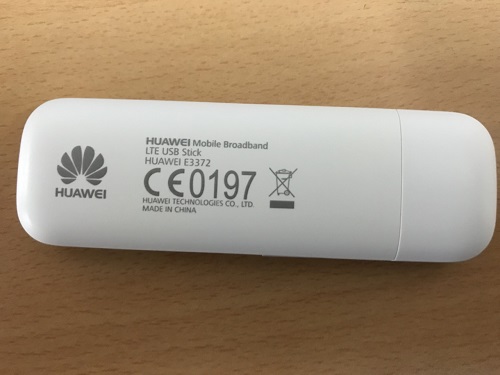 HUAWEI
HUAWEI Mobile Broadband
LTE USB Stick
HUAWEI E3372
CE0197
HUAWEI TECHNOLOGIES CO., LTD.
MADE IN CHINA